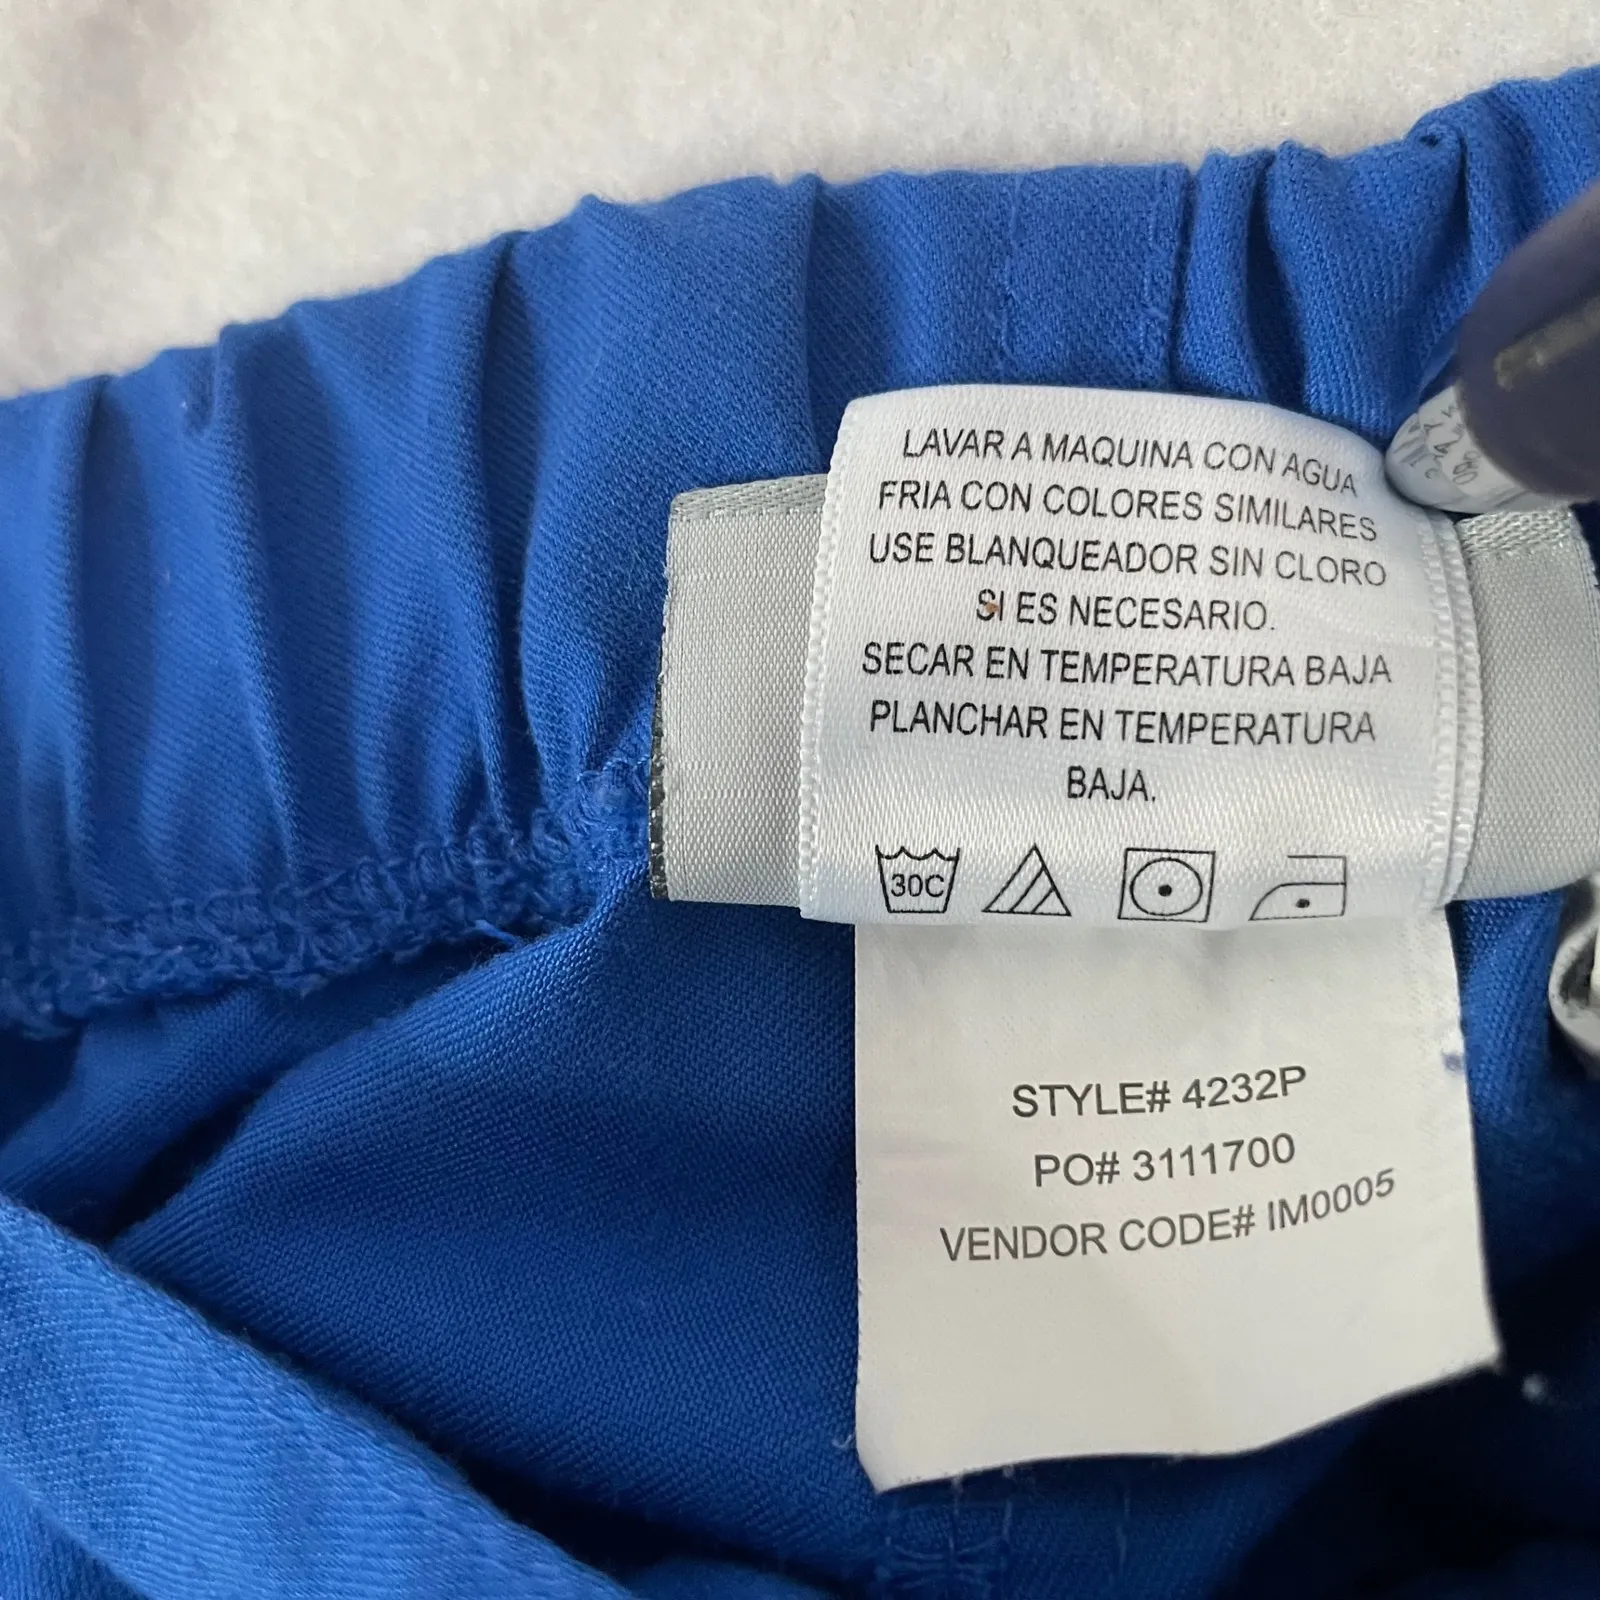 LAVAR A MAQUINA CON AGUA
FRIA CON COLORES SIMILARES
USE BLANQUEADOR SIN CLORO
SI ES NECESARIO.
SECAR EN TEMPERATURA BAJA
PLANCHAR EN TEMPERATURA
BAJA.
30C
STYLE# 4232P
PO# 3111700
VENDOR CODE# IM0005